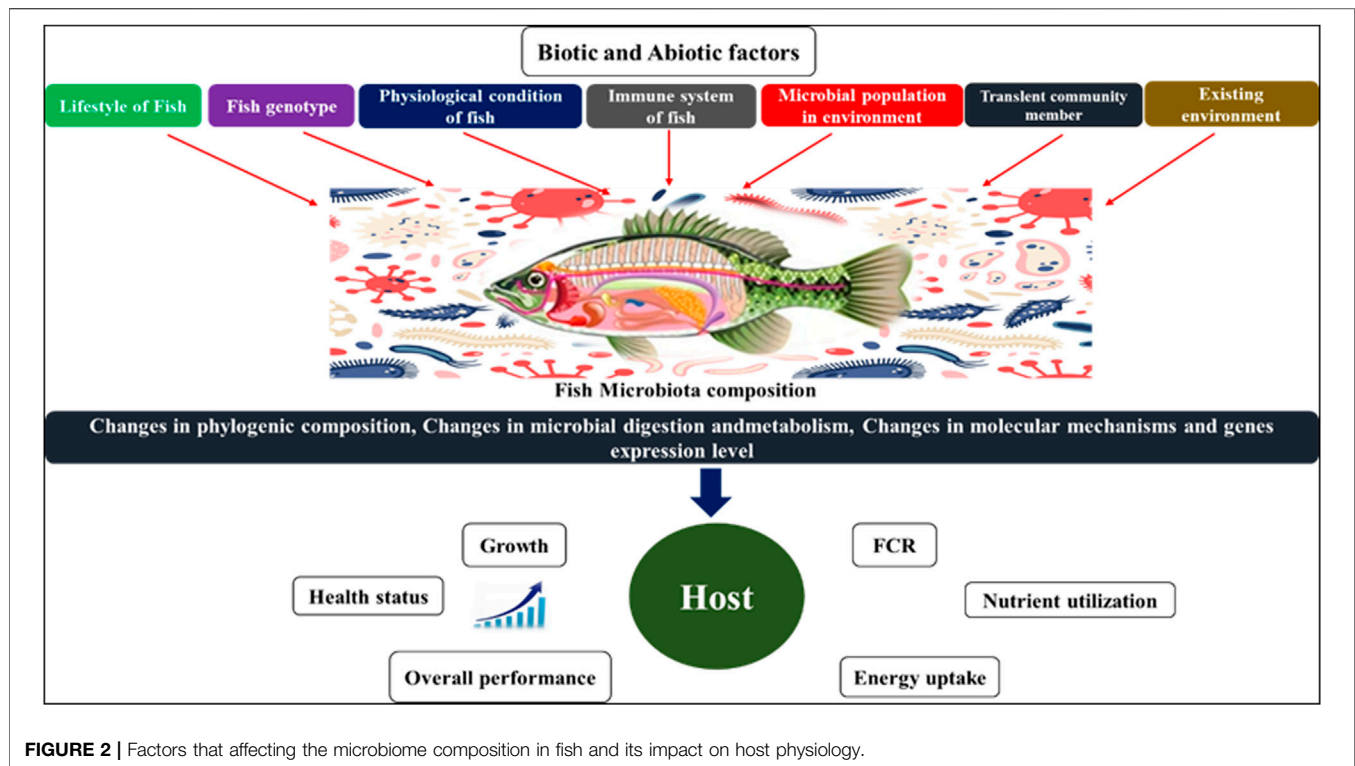 Biotic and Abiotic factors
Lifestyle of Fish
Fish genotype
Physiological condition
of fish
Immune system
of fish
Microbial population
in environment
Translent community
member
Existing
environment
Fish Microbiota composition
Changes in phylogenic composition, Changes in microbial digestion andmetabolism, Changes in molecular mechanisms and genes
expression level
Growth
FCR
Health status
Host
Nutrient utilization
Overall performance
Energy uptake
FIGURE 2 | Factors that affecting the microbiome composition in fish and its impact on host physiology.